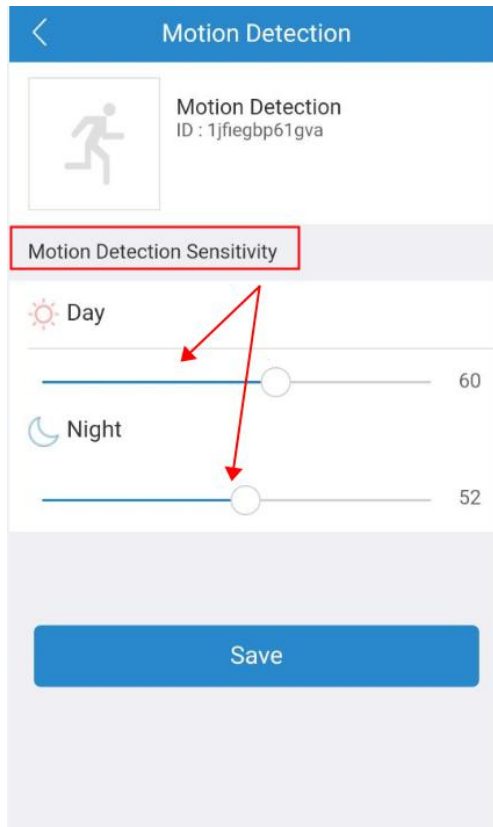 Motion Detection
Motion Detection
ID : 1jfiegbp61gva
Motion Detection Sensitivity
Day
60
Night
52
Save